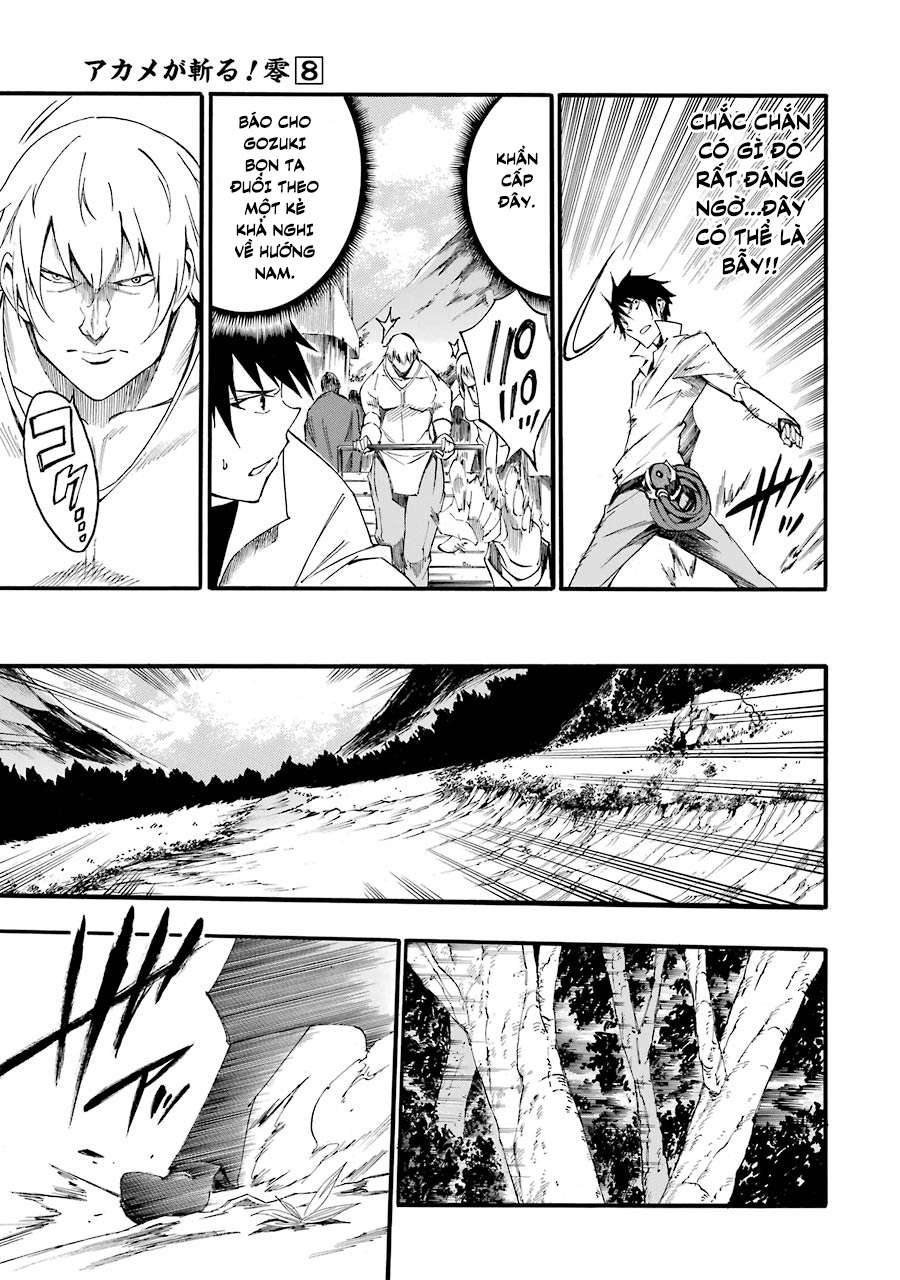 アカメが斬る！零 8
CHẮC CHẮN
CÓ GÌ ĐÓ
RẤT ĐÁNG
NGỜ...ĐÂY
CÓ THỂ LÀ
BẪY!!
KHẨN
CẤP
ĐÂY.
BÁO CHO
GOZUKI
BỌN TA
ĐUỔI THEO
MỘT KẺ
KHẢ NGHI
VỀ HƯỚNG
NAM.
コク…